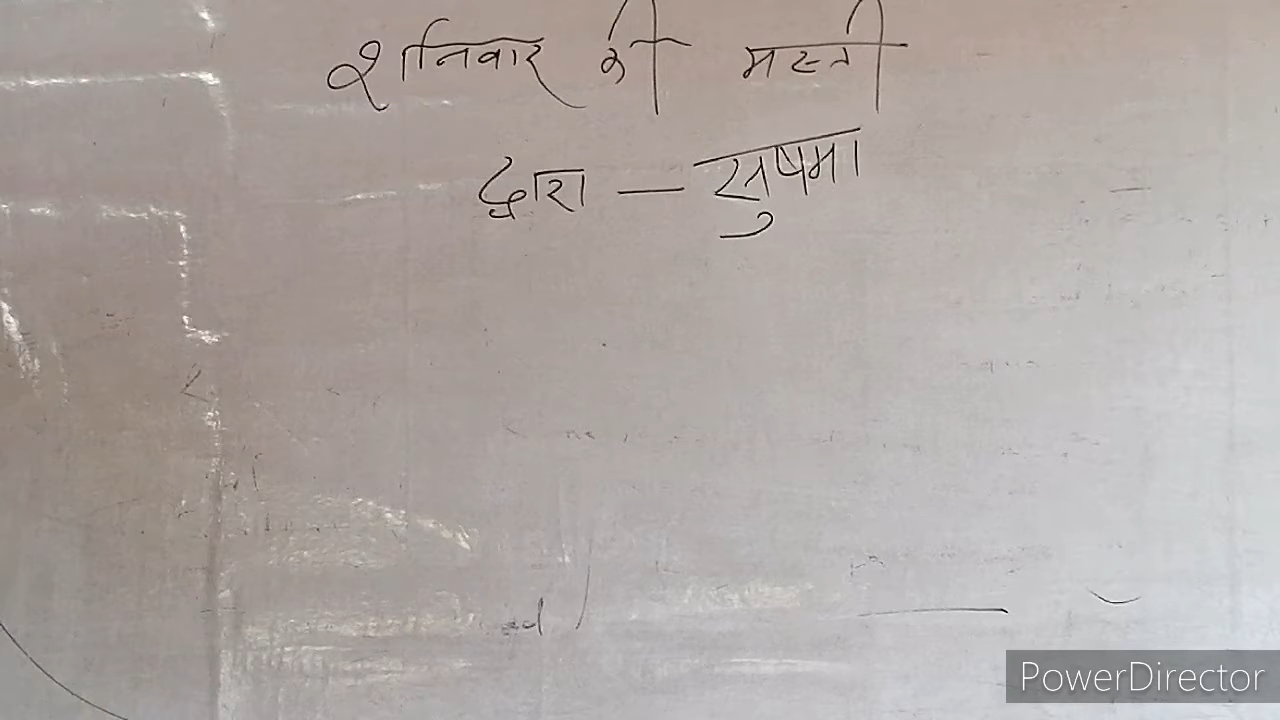 शनिवार की मस्ती
द्वारा — सुषमा
PowerDirector